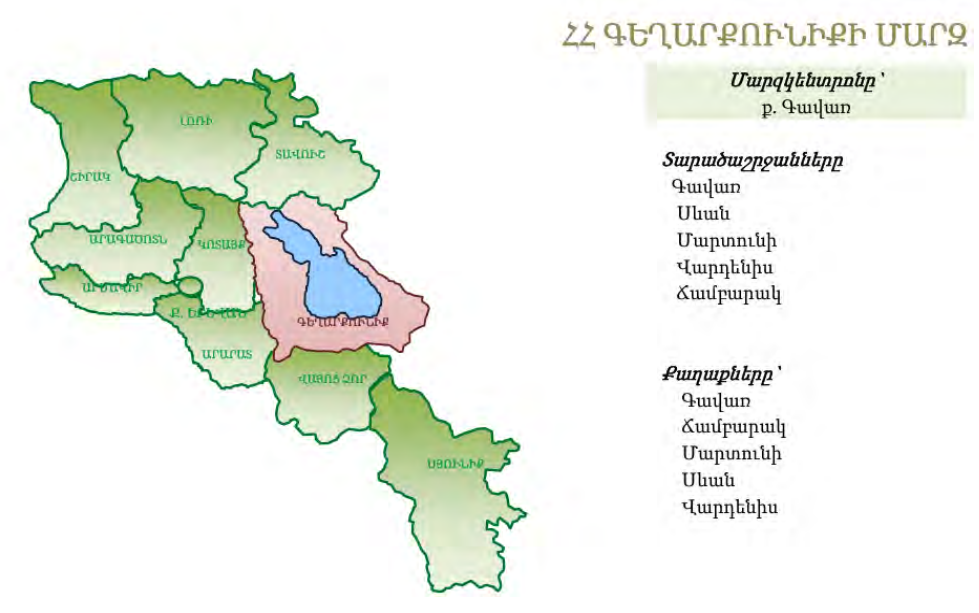 ՀՀ ԳԵՂԱՐՔՈՒՆԻՔԻ ՄԱՐԶ
Մարզկենտրոնը՝
ք. Գավառ
Տարածաշրջանները
Գավառ
Սևան
Մարտունի
Վարդենիս
Ճամբարակ
Քաղաքները՝
Գավառ
Ճամբարակ
Մարտունի
Սևան
Վարդենիս
ԼՈՌԻ
ՏԱՎՈՒՇ
ՇԻՐԱԿ
ԱՐԱԳԱԾՈՏՆ
ԿՈՏԱՅՔ
ԱՐՄԱՎԻՐ
Ք. ԵՐԵՎԱՆ
ԳԵՂԱՐՔՈՒՆԻՔ
ԱՐԱՐԱՏ
ՎԱՅՈՑ ՁՈՐ
ՍՅՈՒՆԻՔ